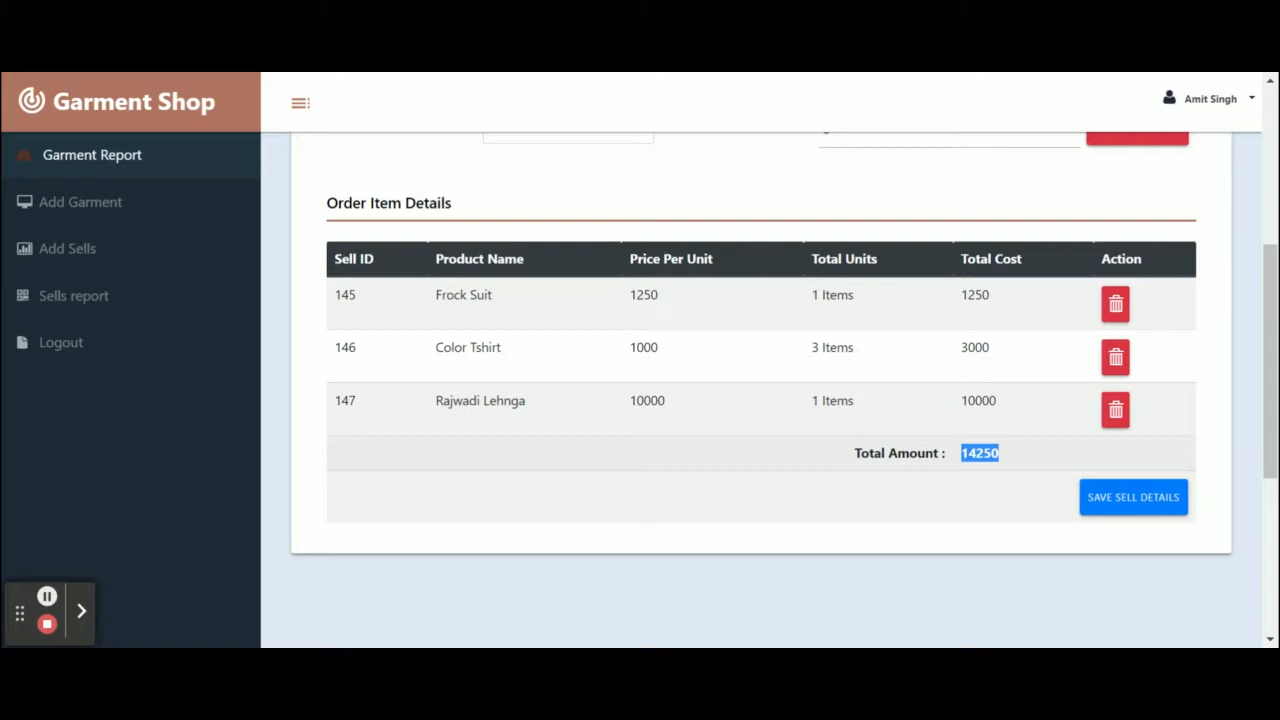 Garment Shop
Amit Singh
Garment Report
Add Garment
Add Sells
Sells report
Logout
Order Item Details
Sell ID Product Name Price Per Unit Total Units Total Cost Action
145 Frock Suit 1250 1 Items 1250
146 Color Tshirt 1000 3 Items 3000
147 Rajwadi Lehnga 10000 1 Items 10000
Total Amount : 14250
SAVE SELL DETAILS